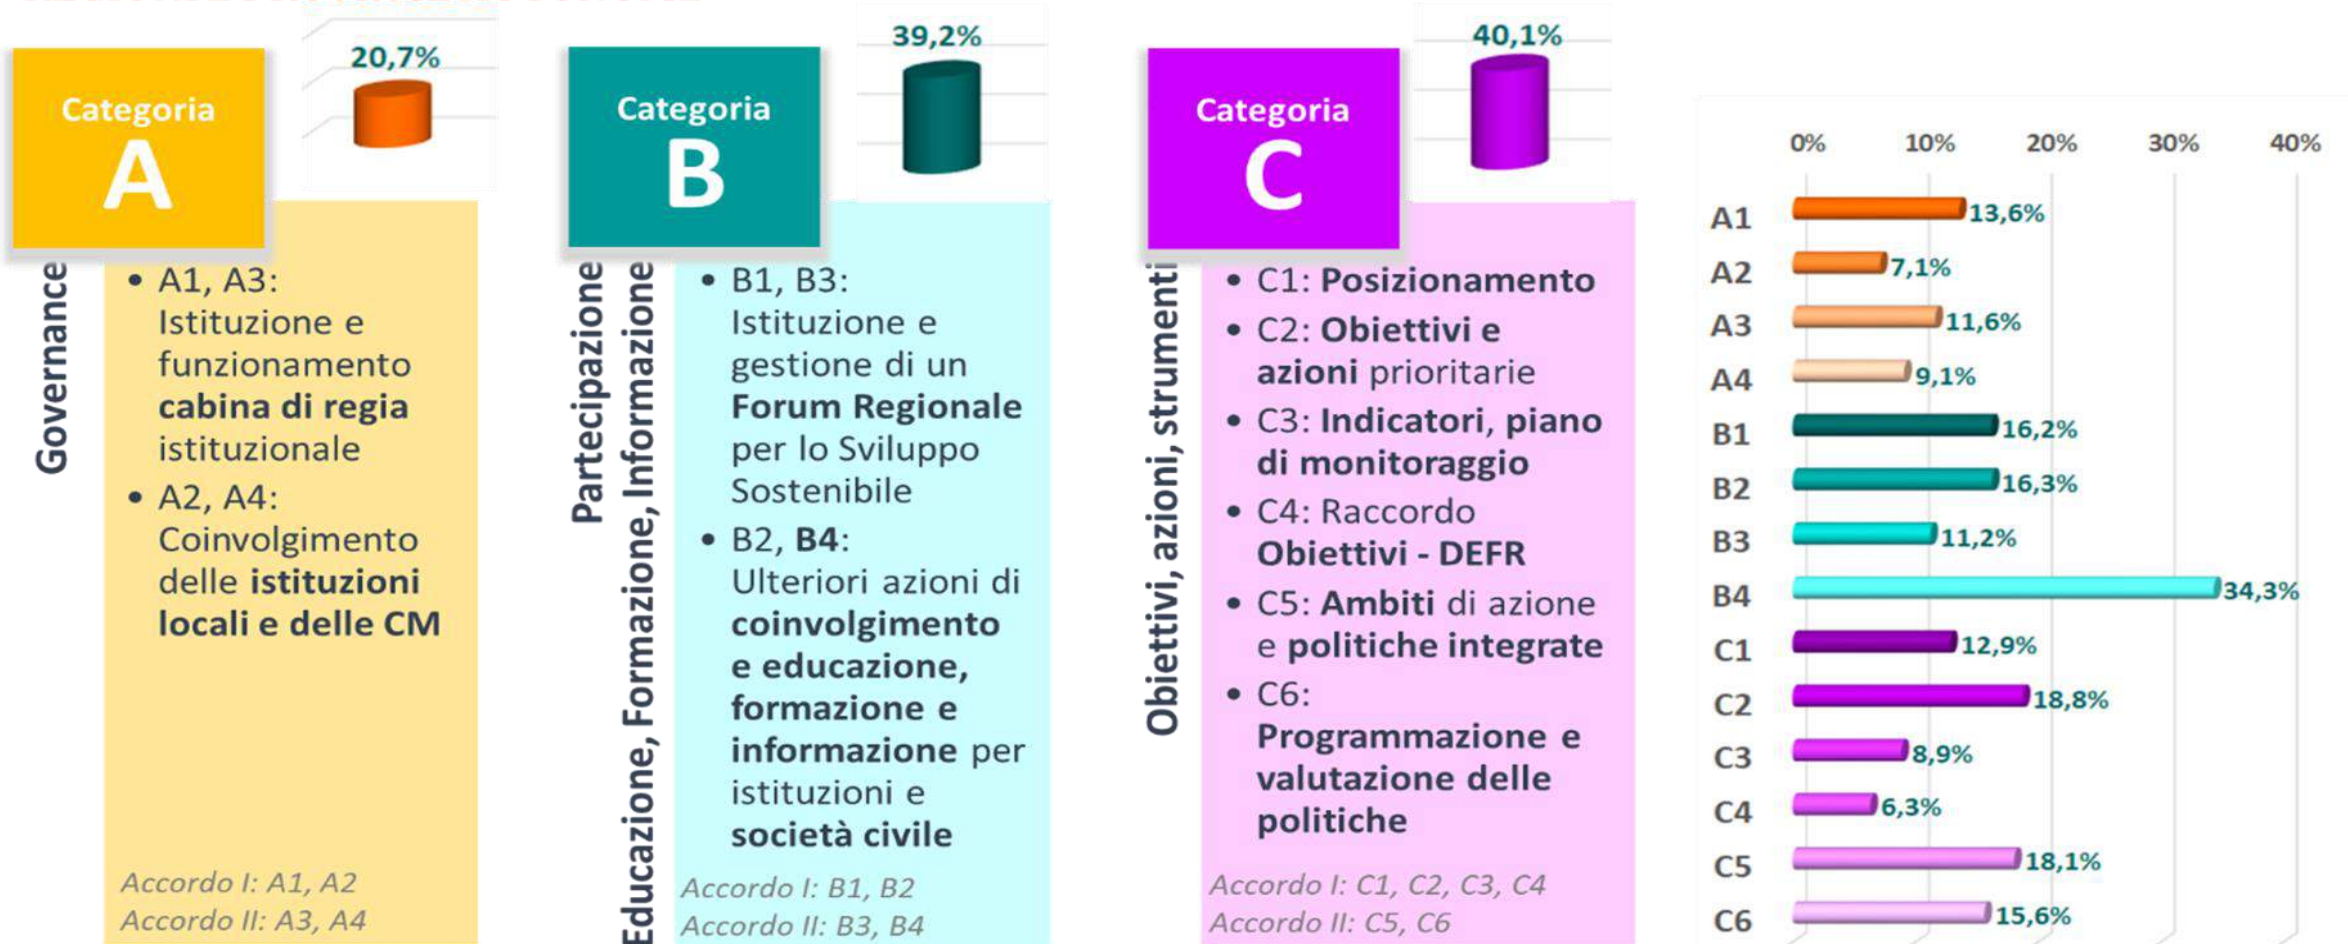 20,7%
Categoria
A
Governance
• A1, A3:
Istituzione e
funzionamento
cabina di regia
istituzionale
• A2, A4:
Coinvolgimento
delle istituzioni
locali e delle CM
Accordo I: A1, A2
Accordo II: A3, A4
39,2%
Categoria
B
Partecipazione
Educazione, Formazione, Informazione
• B1, B3:
Istituzione e
gestione di un
Forum Regionale
per lo Sviluppo
Sostenibile
• B2, B4:
Ulteriori azioni di
coinvolgimento
e educazione,
formazione e
informazione per
istituzioni e
società civile
Accordo I: B1, B2
Accordo II: B3, B4
40,1%
Categoria
C
Obiettivi, azioni, strumenti
• C1: Posizionamento
• C2: Obiettivi e
azioni prioritarie
• C3: Indicatori, piano
di monitoraggio
• C4: Raccordo
Obiettivi - DEFR
• C5: Ambiti di azione
e politiche integrate
• C6:
Programmazione e
valutazione delle
politiche
Accordo I: C1, C2, C3, C4
Accordo II: C5, C6
0% 10% 20% 30% 40%
A1 13,6%
A2 7,1%
A3 11,6%
A4 9,1%
B1 16,2%
B2 16,3%
B3 11,2%
B4 34,3%
C1 12,9%
C2 18,8%
C3 8,9%
C4 6,3%
C5 18,1%
C6 15,6%